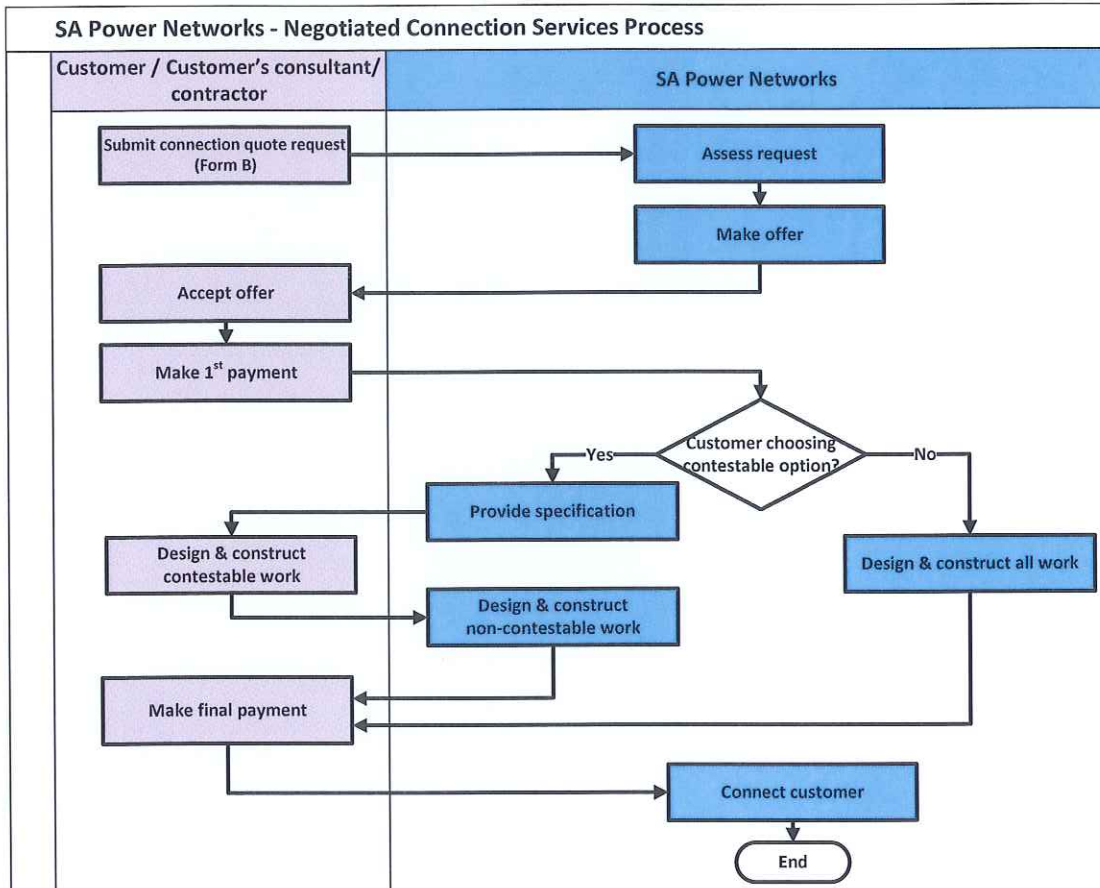 SA Power Networks - Negotiated Connection Services Process
Customer / Customer's consultant/
contractor
SA Power Networks
Submit connection quote request
(Form B)
Assess request
Make offer
Accept offer
Make 1st payment
Customer choosing
contestable option?
Yes
No
Provide specification
Design & construct
contestable work
Design & construct all work
Design & construct
non-contestable work
Make final payment
Connect customer
End